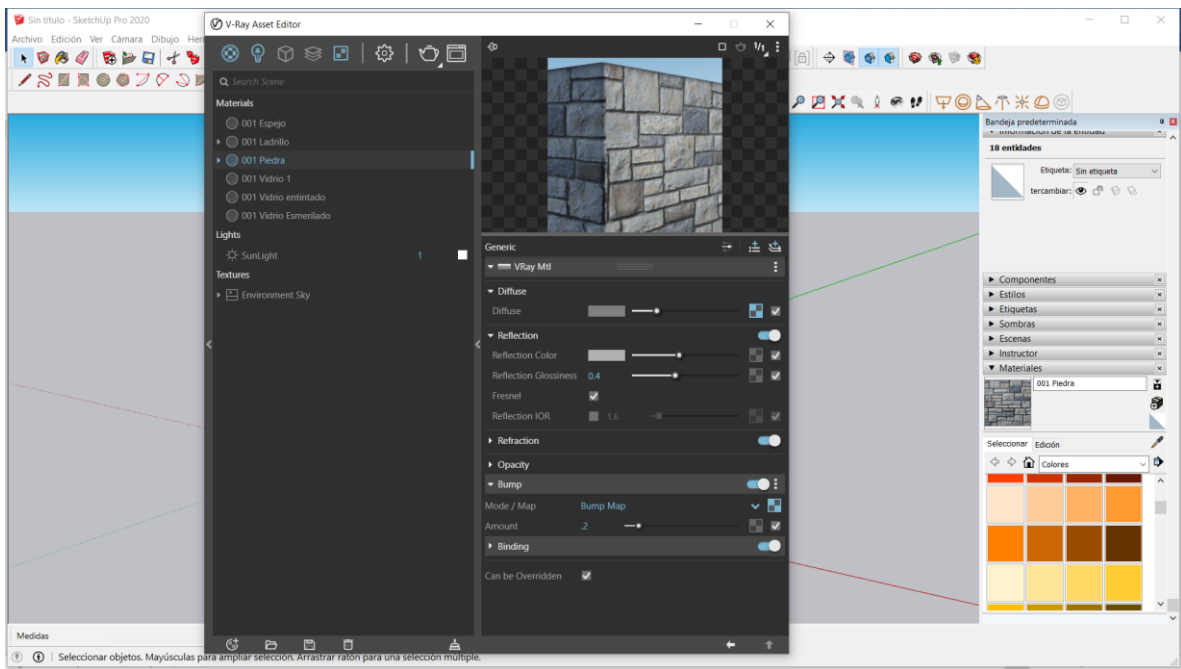 Sin título - SketchUp Pro 2020
Archivo Edición Ver Cámara Dibujo
V-Ray Asset Editor
Search Scene
Materials
001 Espejo
001 Ladrillo
001 Piedra
001 Vidrio 1
001 Vidrio entintado
001 Vidrio Esmerilado
Lights
SunLight 1
Textures
Environment Sky
1/1
Generic
VRay Mtl
Diffuse
Diffuse
Reflection
Reflection Color
Reflection Glossiness 0.4
Fresnel
Reflection IOR 1.6
Refraction
Opacity
Bump
Mode / Map Bump Map
Amount .2
Binding
Can be Overridden
Bandeja predeterminada
Información de la entidad
18 entidades
Etiqueta: Sin etiqueta
tercambiar:
Componentes
Estilos
Etiquetas
Sombras
Escenas
Instructor
Materiales
001 Piedra
Seleccionar Edición
Colores
Medidas
Seleccionar objetos. Mayúsculas para ampliar selección. Arrastrar ratón para una selección múltiple.